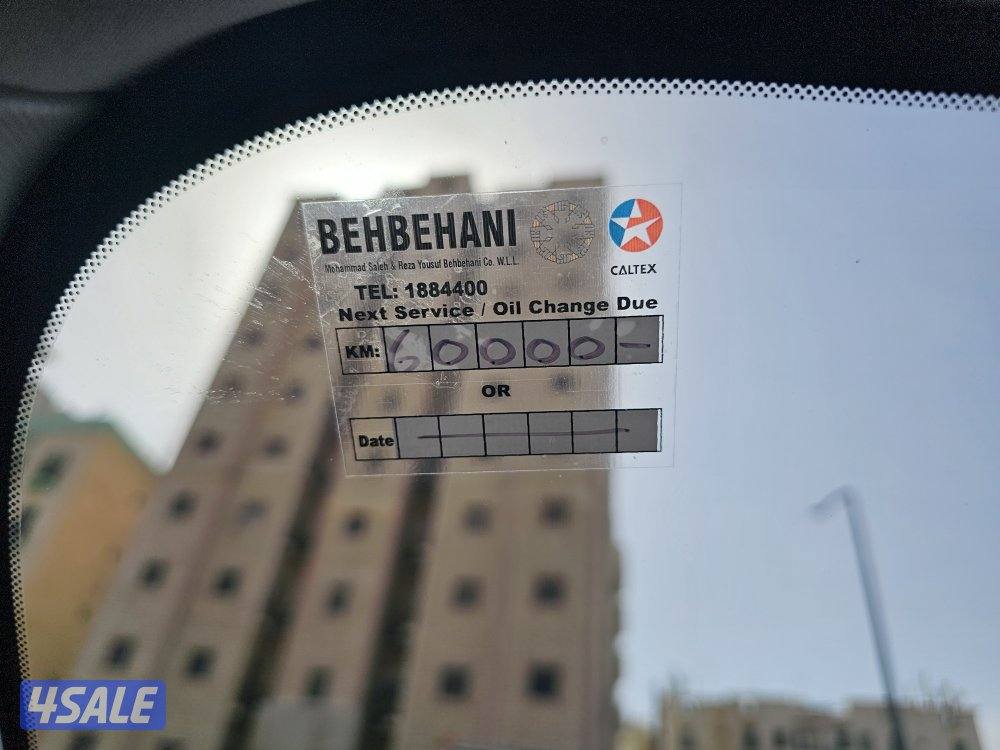 BEHBEHANI
Mohammad Saleh & Reza Yousuf Behbehani Co. W.L.L.
CALTEX
TEL: 1884400
Next Service / Oil Change Due
KM: 60000-
OR
Date
4SALE